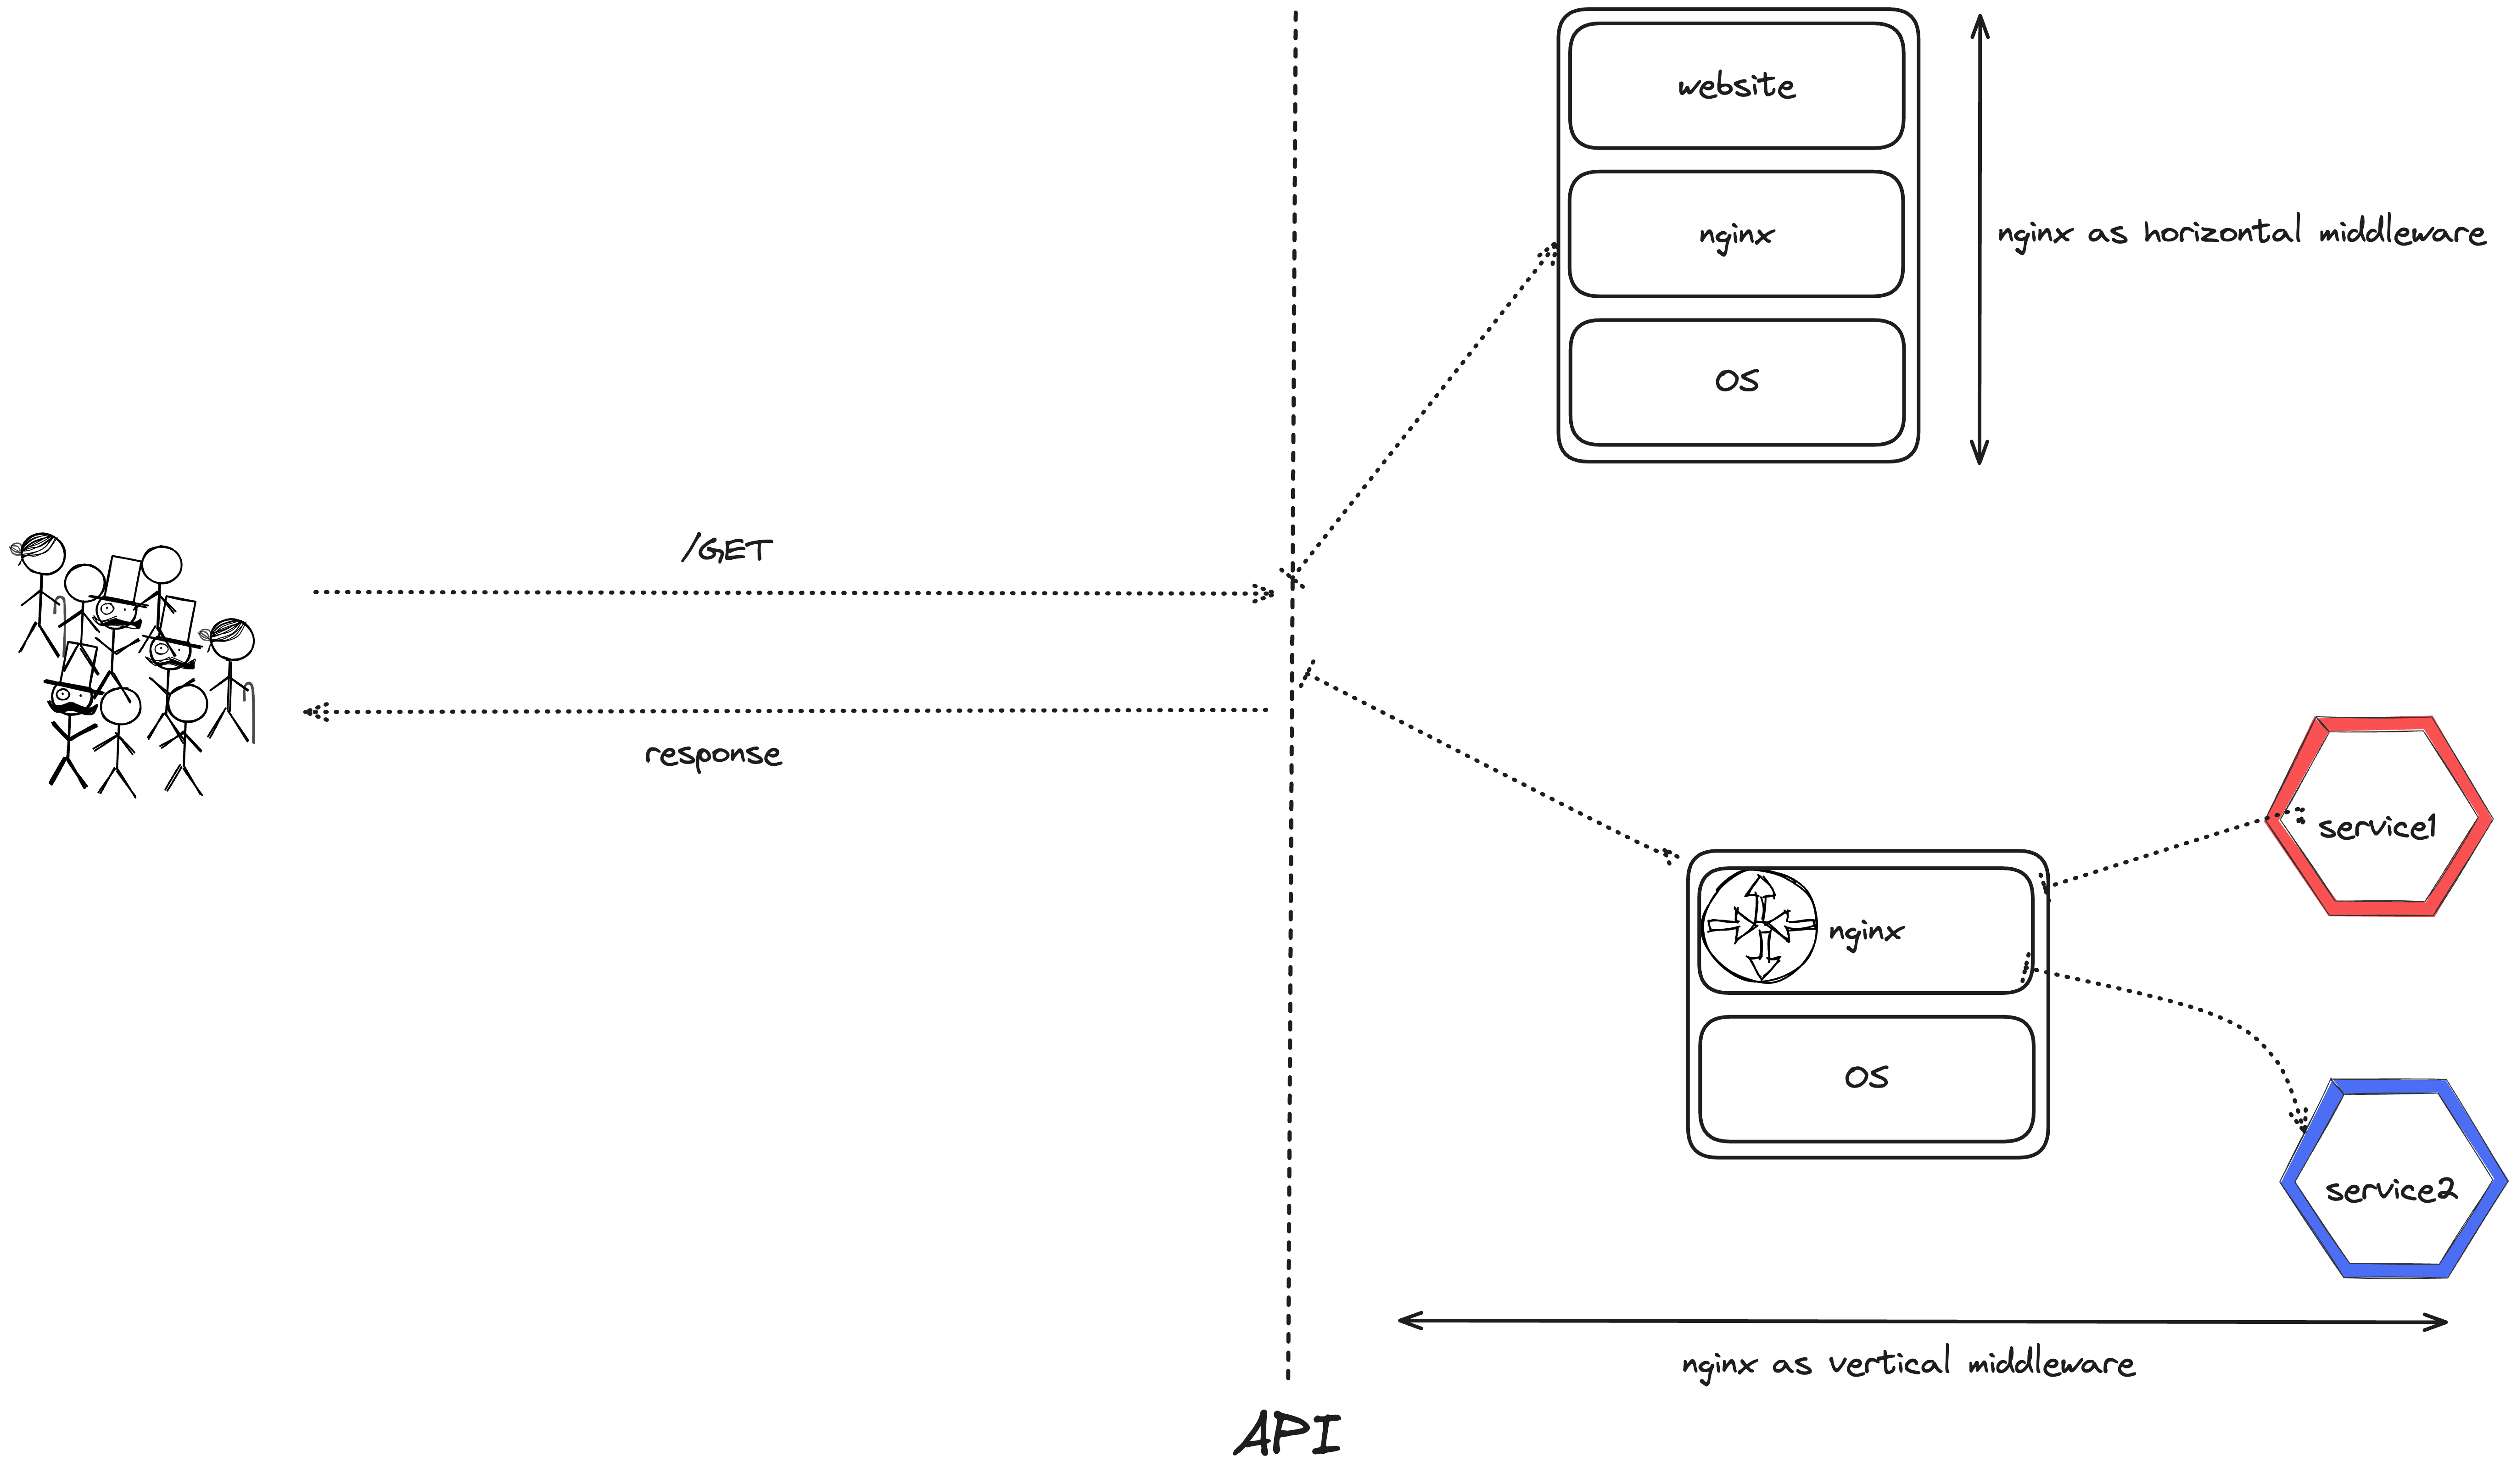 website
nginx
nginx as horizontal middleware
OS
/GET
response
service1
nginx
OS
service2
nginx as vertical middleware
API